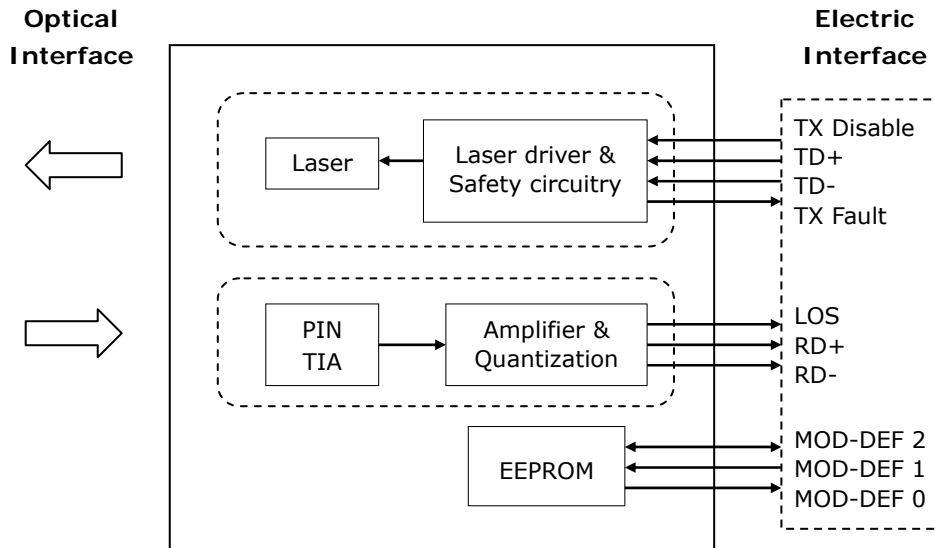 Optical
Interface
Electric
Interface
Laser
Laser driver &
Safety circuitry
TX Disable
TD+
TD-
TX Fault
PIN
TIA
Amplifier &
Quantization
LOS
RD+
RD-
EEPROM
MOD-DEF 2
MOD-DEF 1
MOD-DEF 0